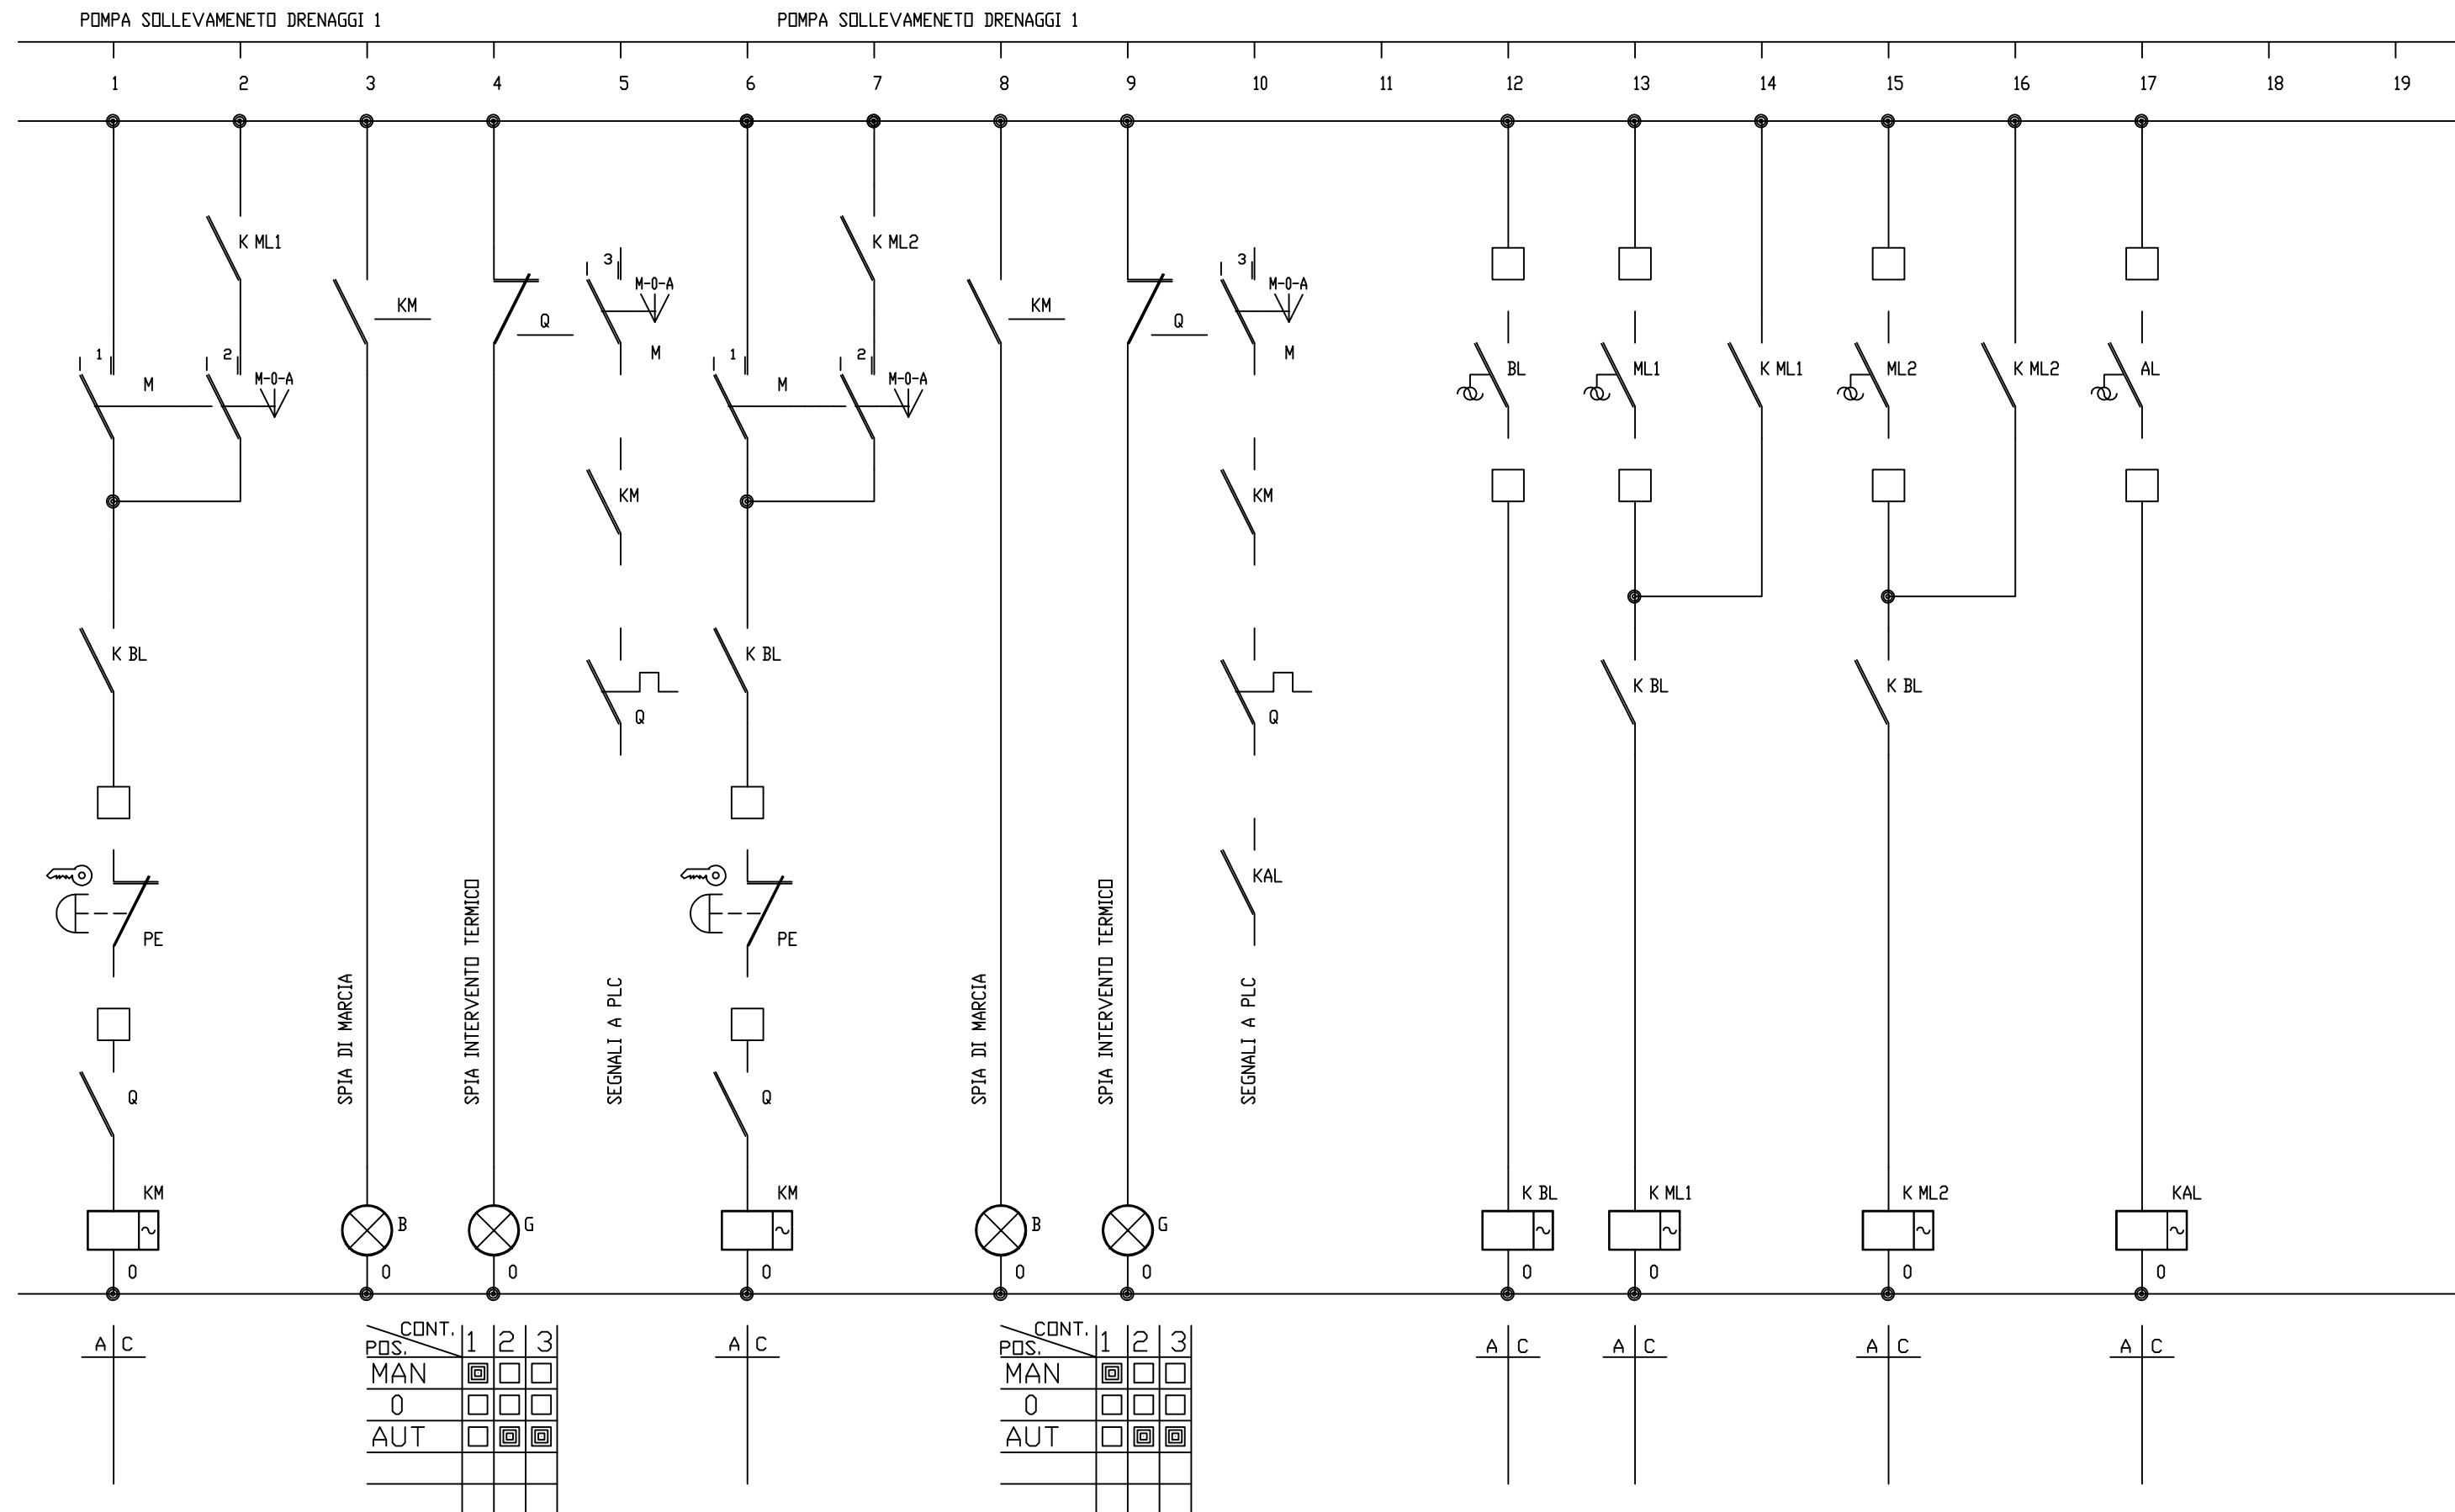 POMPA SOLLEVAMENETO DRENAGGI 1 POMPA SOLLEVAMENETO DRENAGGI 1
1 2 3 4 5 6 7 8 9 10 11 12 13 14 15 16 17 18 19
K ML1 K ML2
3 3
M-0-A M-0-A
KM Q KM Q
M M
1 2 1 2
BL ML1 K ML1 ML2 K ML2 AL
M M-0-A M M-0-A
KM KM
K BL K BL
K BL K BL
Q Q
KAL
PE PE
SPIA DI MARCIA
SPIA INTERVENTO TERMICO
SEGNALI A PLC
SPIA DI MARCIA
SPIA INTERVENTO TERMICO
SEGNALI A PLC
Q Q
KM KM K BL K ML1 K ML2 KAL
B G B G
0 0 0 0 0 0 0 0 0 0
A C A C A C A C A C A C
CONT. 1 2 3
POS.
MAN
0
AUT
CONT. 1 2 3
POS.
MAN
0
AUT